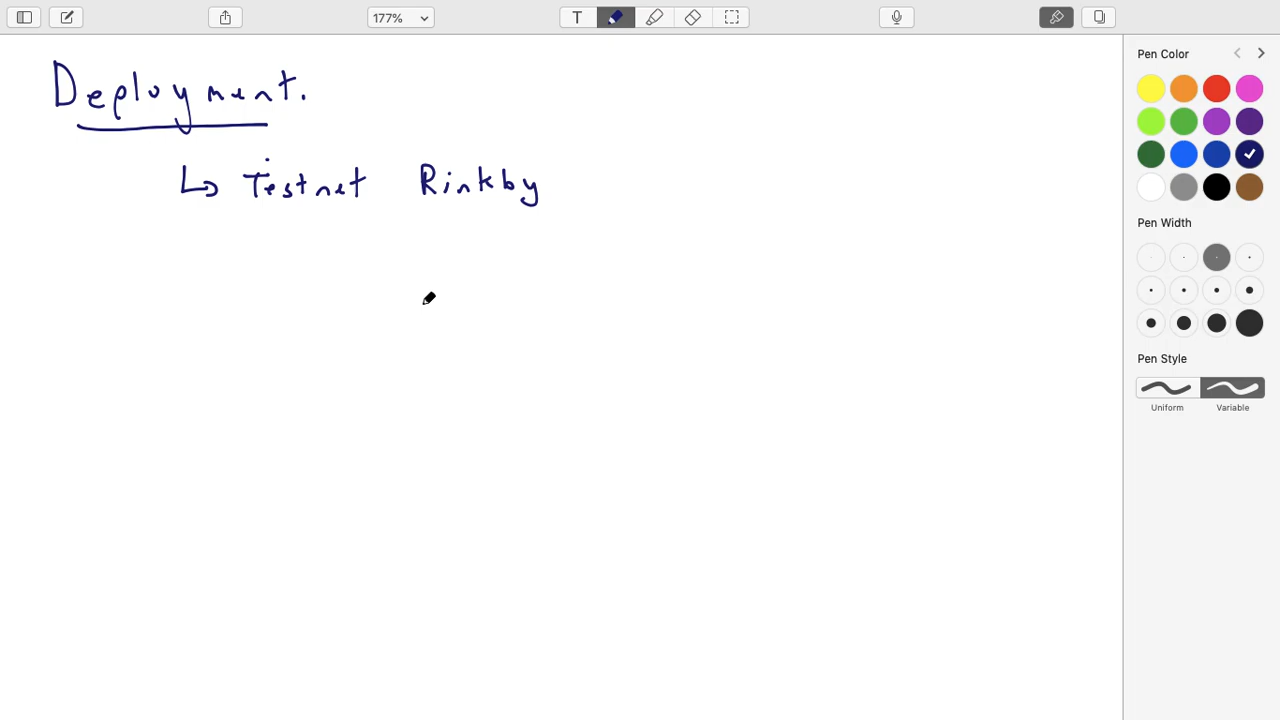 177%
T
Deployment.
↳ Testnet Rinkby
Pen Color
Pen Width
Pen Style
Uniform Variable